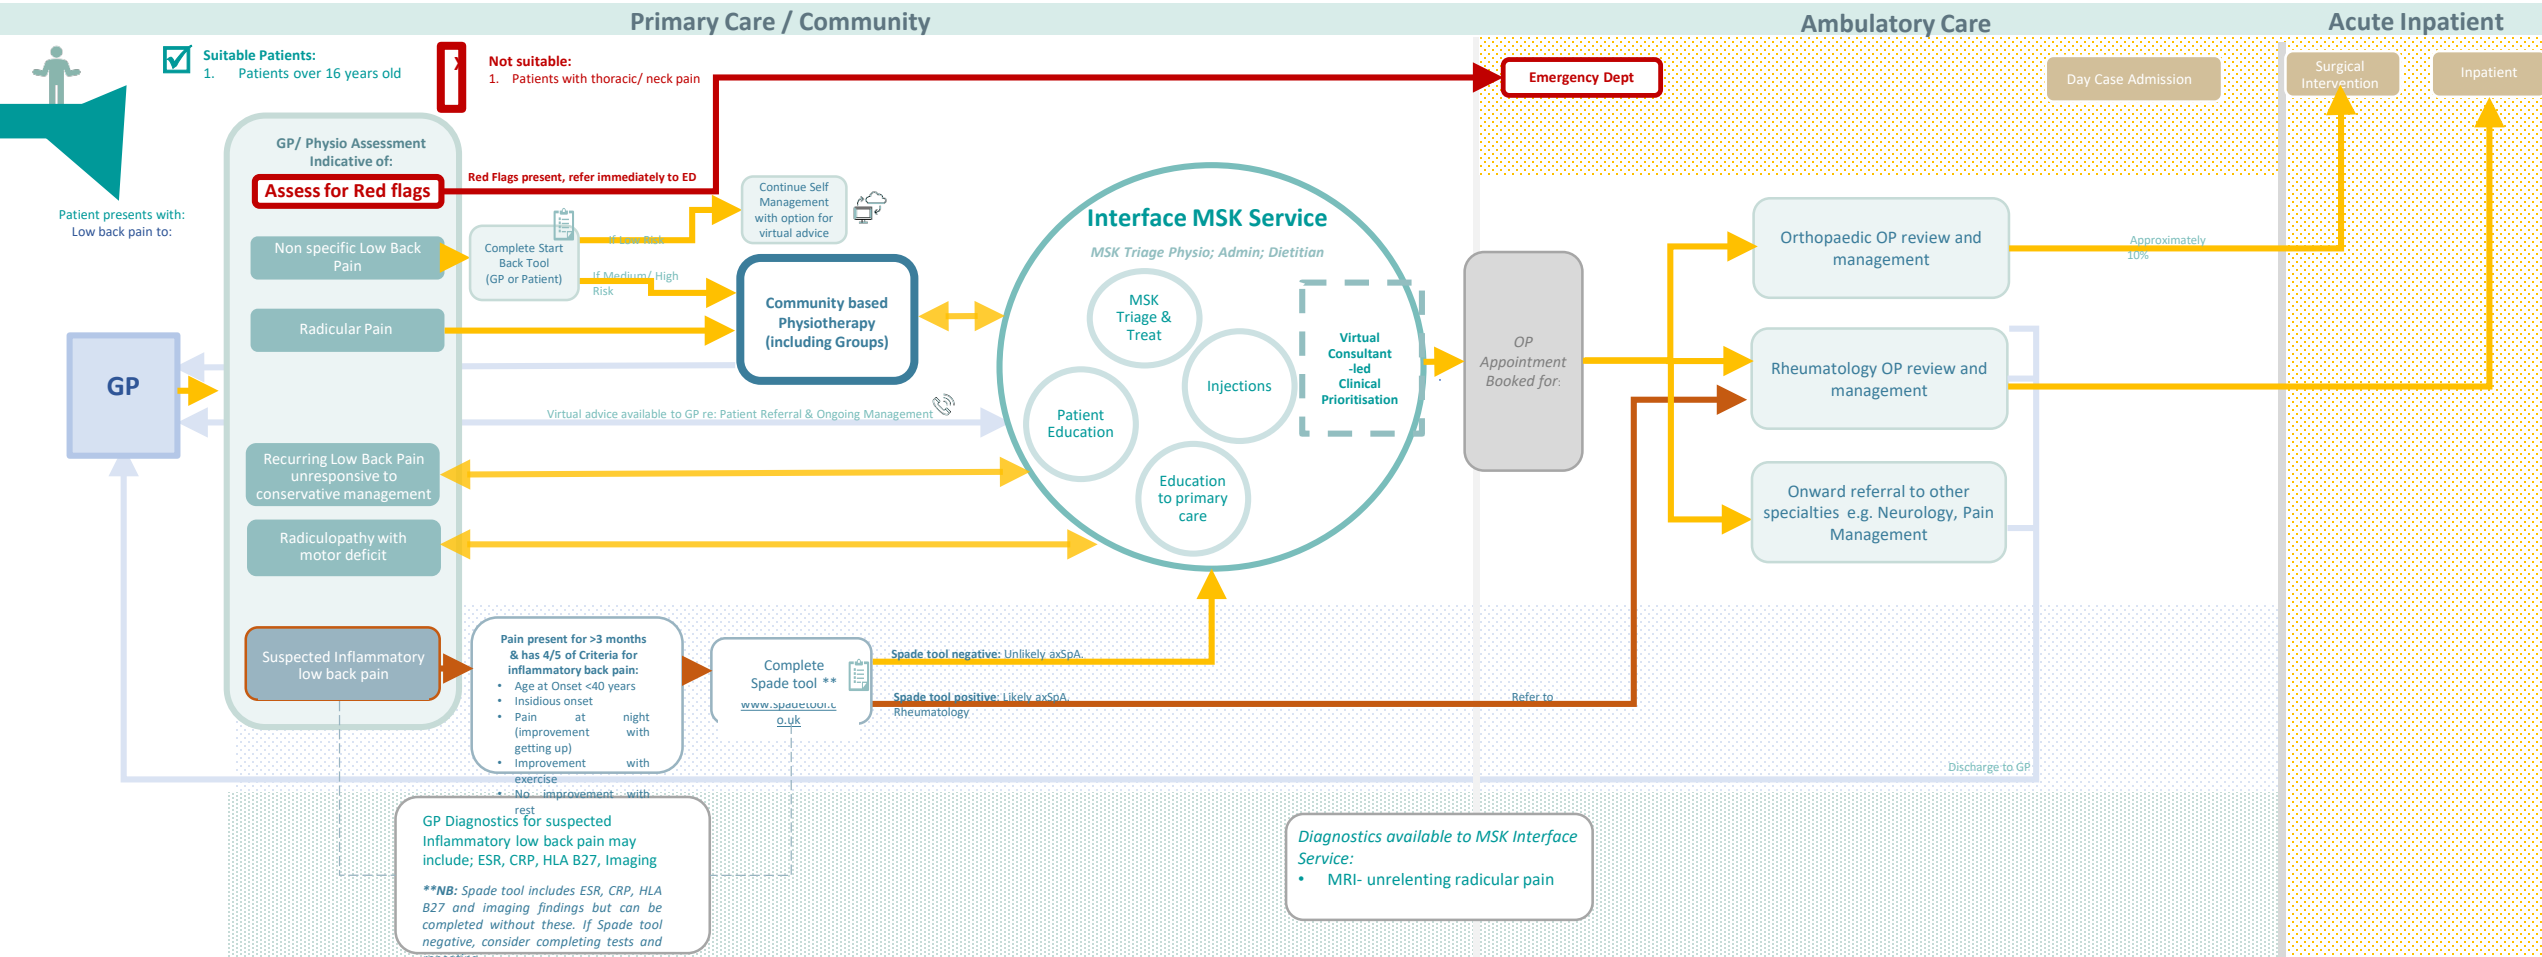 Primary Care / Community
Ambulatory Care
Acute Inpatient
Suitable Patients:
1. Patients over 16 years old
X
Not suitable:
1. Patients with thoracic/ neck pain
Emergency Dept
Day Case Admission
Surgical
Intervention
Inpatient
GP/ Physio Assessment
Indicative of:
Assess for Red flags
Red Flags present, refer immediately to ED
Patient presents with:
Low back pain to:
Non specific Low Back
Pain
Complete Start
Back Tool
(GP or Patient)
If Low Risk
If Medium/ High
Risk
Continue Self
Management
with option for
virtual advice
Radicular Pain
Community based
Physiotherapy
(including Groups)
GP
Virtual advice available to GP re: Patient Referral & Ongoing Management
Recurring Low Back Pain
unresponsive to
conservative management
Radiculopathy with
motor deficit
Interface MSK Service
MSK Triage Physio; Admin; Dietitian
MSK
Triage &
Treat
Injections
Patient
Education
Education
to primary
care
Virtual
Consultant
-led
Clinical
Prioritisation
OP
Appointment
Booked for:
Orthopaedic OP review and
management
Approximately
10%
Rheumatology OP review and
management
Onward referral to other
specialties e.g. Neurology, Pain
Management
Suspected Inflammatory
low back pain
Pain present for >3 months
& has 4/5 of Criteria for
inflammatory back pain:
• Age at Onset <40 years
• Insidious onset
• Pain at night
(improvement with
getting up)
• Improvement with
exercise
• No improvement with
rest
Complete
Spade tool **
www.spadetool.c
o.uk
Spade tool negative: Unlikely axSpA.
Spade tool positive: Likely axSpA. Refer to
Rheumatology
Discharge to GP
GP Diagnostics for suspected
Inflammatory low back pain may
include; ESR, CRP, HLA B27, Imaging
**NB: Spade tool includes ESR, CRP, HLA
B27 and imaging findings but can be
completed without these. If Spade tool
negative, consider completing tests and
Diagnostics available to MSK Interface
Service:
• MRI- unrelenting radicular pain